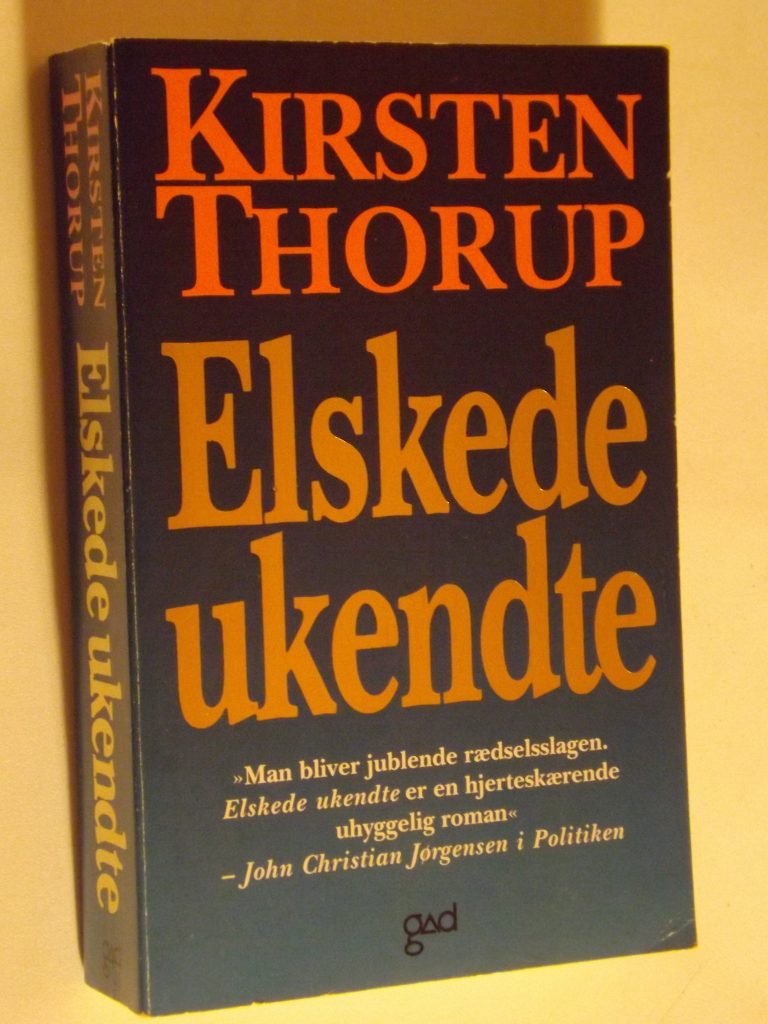 KIRSTEN
THORUP
Elskede ukendte
KIRSTEN
THORUP
Elskede
ukendte
»Man bliver jublende rædselsslagen.
Elskede ukendte er en hjerteskærende
uhyggelig roman«
– John Christian Jørgensen i Politiken
gad